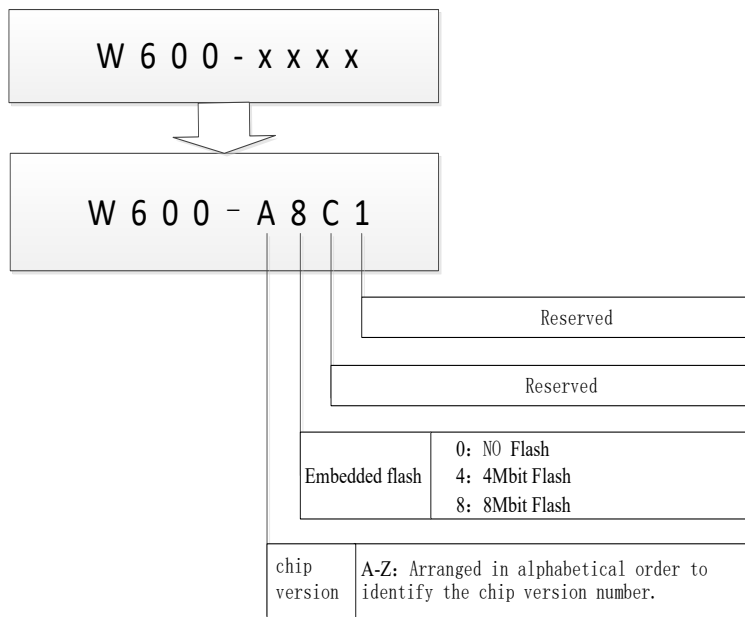 W600-xxxx
W600-A8C1
Reserved
Reserved
Embedded flash
0: NO Flash
4: 4Mbit Flash
8: 8Mbit Flash
chip
version
A-Z: Arranged in alphabetical order to
identify the chip version number.